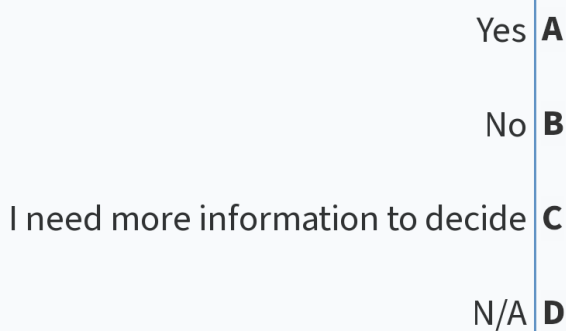 Yes A
No B
I need more information to decide C
N/A D